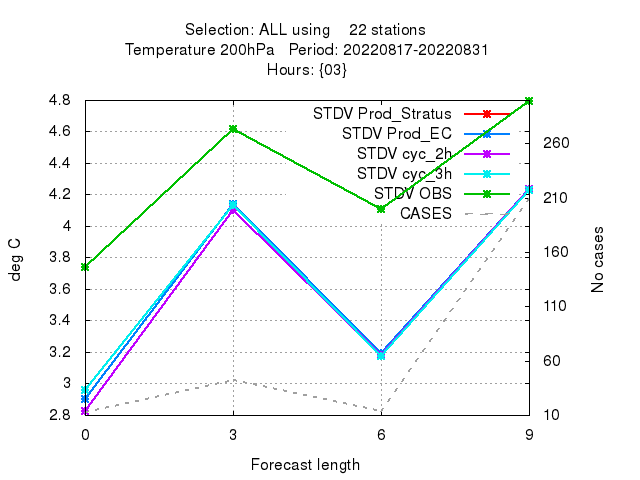 Selection: ALL using 22 stations
Temperature 200hPa Period: 20220817-20220831
Hours: {03}
4.8
4.6
4.4
4.2
4
3.8
3.6
3.4
3.2
3
2.8
deg C
STDV Prod_Stratus
STDV Prod_EC
STDV cyc_2h
STDV cyc_3h
STDV OBS
CASES
260
210
160
110
60
10
No cases
0 3 6 9
Forecast length